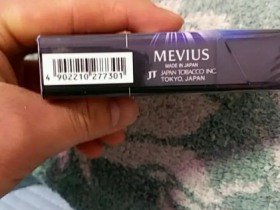 MEVIUS
MADE IN JAPAN
JT JAPAN TOBACCO INC.
TOKYO, JAPAN
4 902210 277301